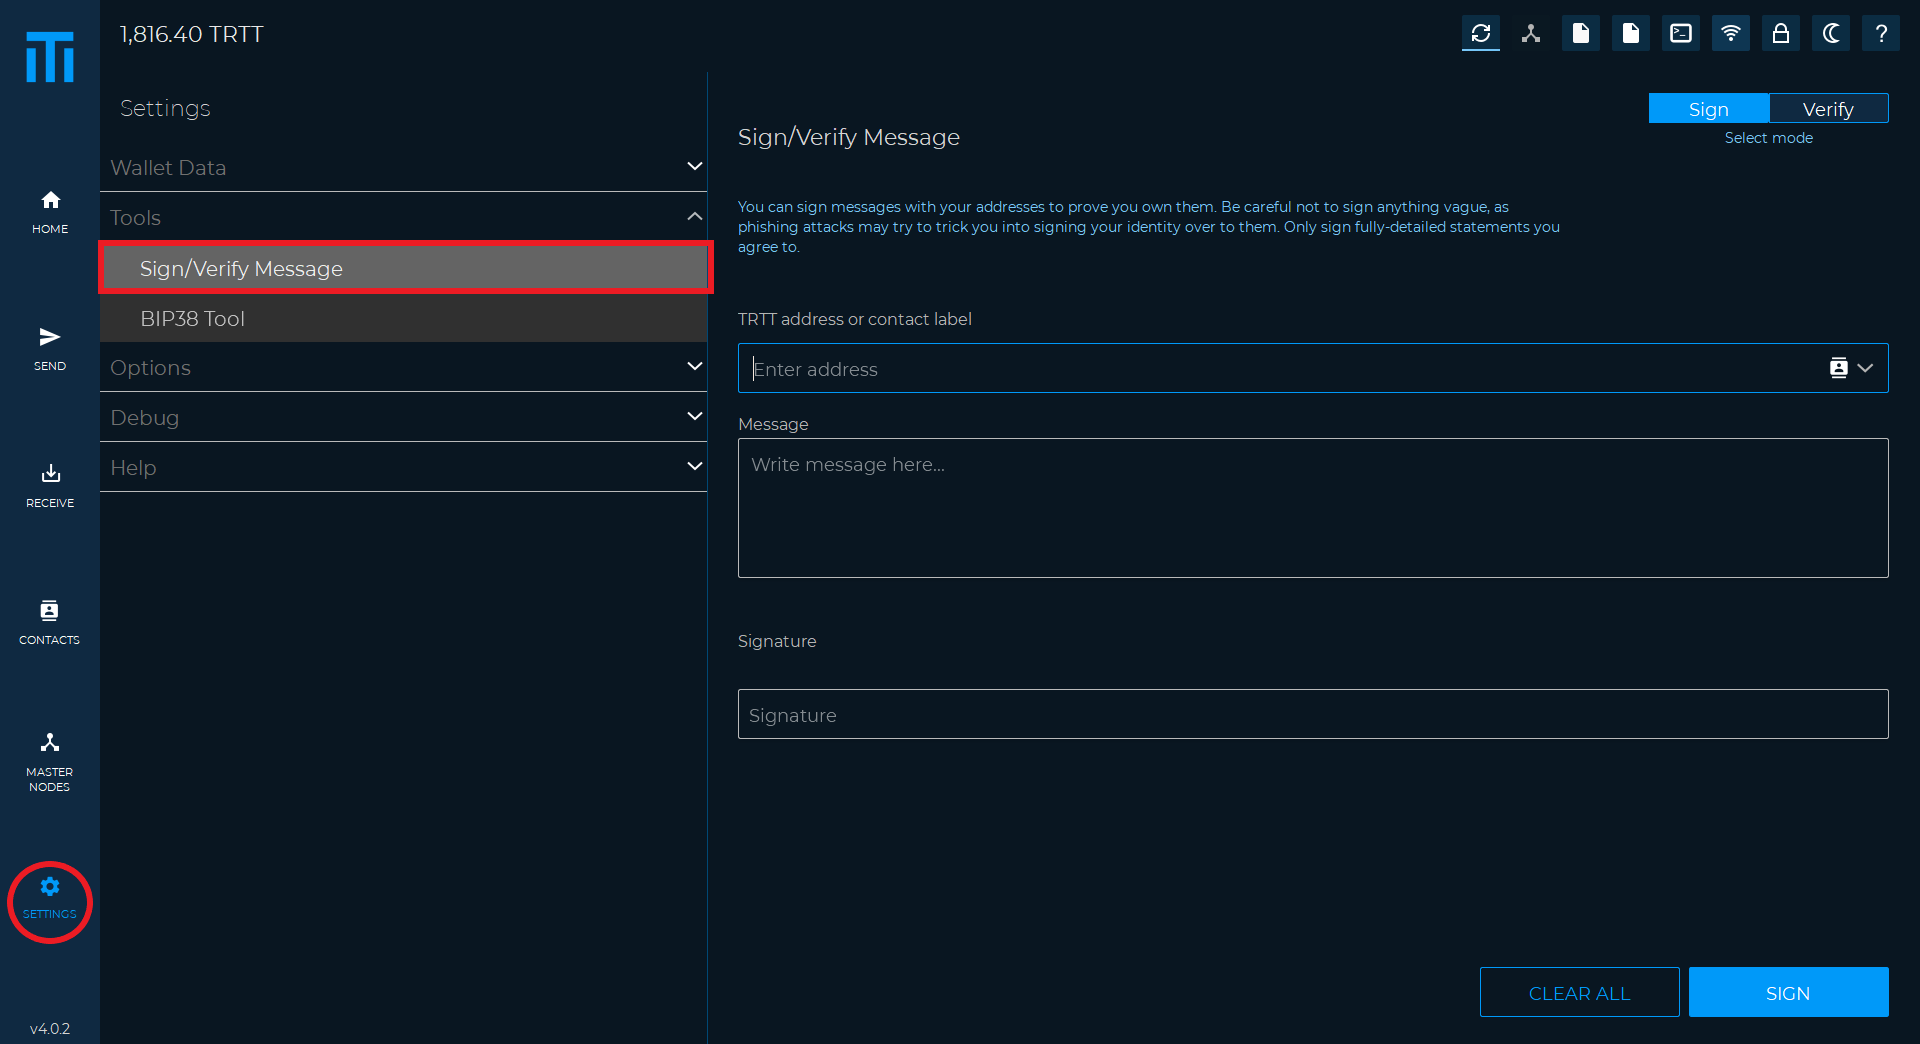 1,816.40 TRTT
?
Settings
Wallet Data
Tools
Sign/Verify Message
BIP38 Tool
Options
Debug
Help
HOME
SEND
RECEIVE
CONTACTS
MASTER
NODES
SETTINGS
v4.0.2
Sign
Verify
Select mode
Sign/Verify Message
You can sign messages with your addresses to prove you own them. Be careful not to sign anything vague, as
phishing attacks may try to trick you into signing your identity over to them. Only sign fully-detailed statements you
agree to.
TRTT address or contact label
Enter address
Message
Write message here...
Signature
Signature
CLEAR ALL
SIGN